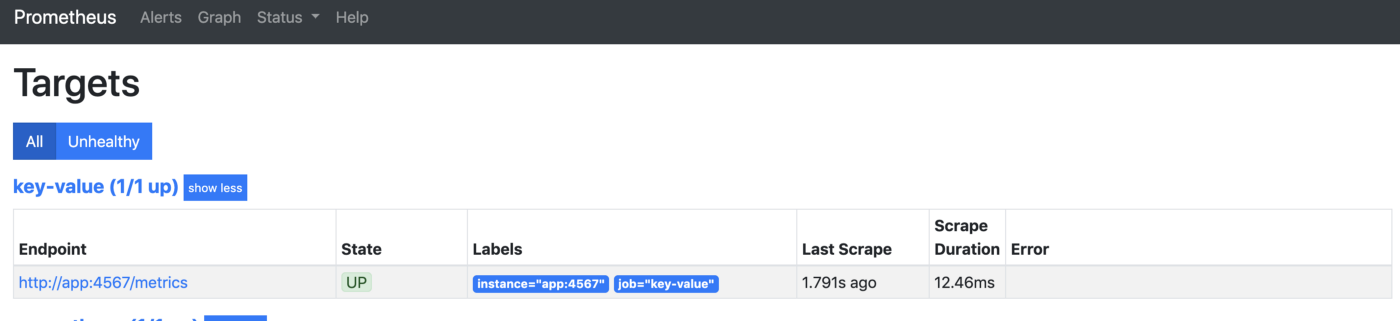 Prometheus Alerts Graph Status Help
Targets
All Unhealthy
key-value (1/1 up) show less
Endpoint State Labels Last Scrape Scrape Duration Error
http://app:4567/metrics UP instance="app:4567" job="key-value" 1.791s ago 12.46ms